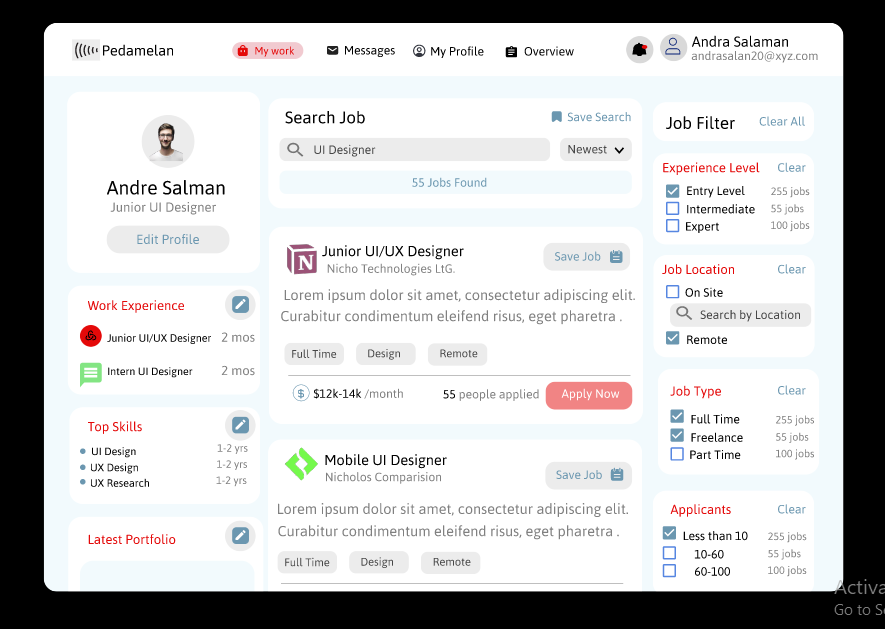 Pedamelan
My work
Messages
My Profile
Overview
Andra Salaman
andrasalan20@xyz.com
Andre Salman
Junior UI Designer
Edit Profile
Work Experience
Junior UI/UX Designer 2 mos
Intern UI Designer 2 mos
Top Skills
UI Design 1-2 yrs
UX Design 1-2 yrs
UX Research 1-2 yrs
Latest Portfolio
Search Job
Save Search
UI Designer
Newest
55 Jobs Found
N
Junior UI/UX Designer
Nicho Technologies LtG.
Save Job
Lorem ipsum dolor sit amet, consectetur adipiscing elit.
Curabitur condimentum eleifend risus, eget pharetra .
Full Time
Design
Remote
$ $12k-14k /month
55 people applied
Apply Now
Mobile UI Designer
Nicholos Comparision
Save Job
Lorem ipsum dolor sit amet, consectetur adipiscing elit.
Curabitur condimentum eleifend risus, eget pharetra .
Full Time
Design
Remote
Job Filter
Clear All
Experience Level Clear
Entry Level 255 jobs
Intermediate 55 jobs
Expert 100 jobs
Job Location Clear
On Site
Search by Location
Remote
Job Type Clear
Full Time 255 jobs
Freelance 55 jobs
Part Time 100 jobs
Applicants Clear
Less than 10 255 jobs
10-60 55 jobs
60-100 100 jobs
Activa
Go to Se